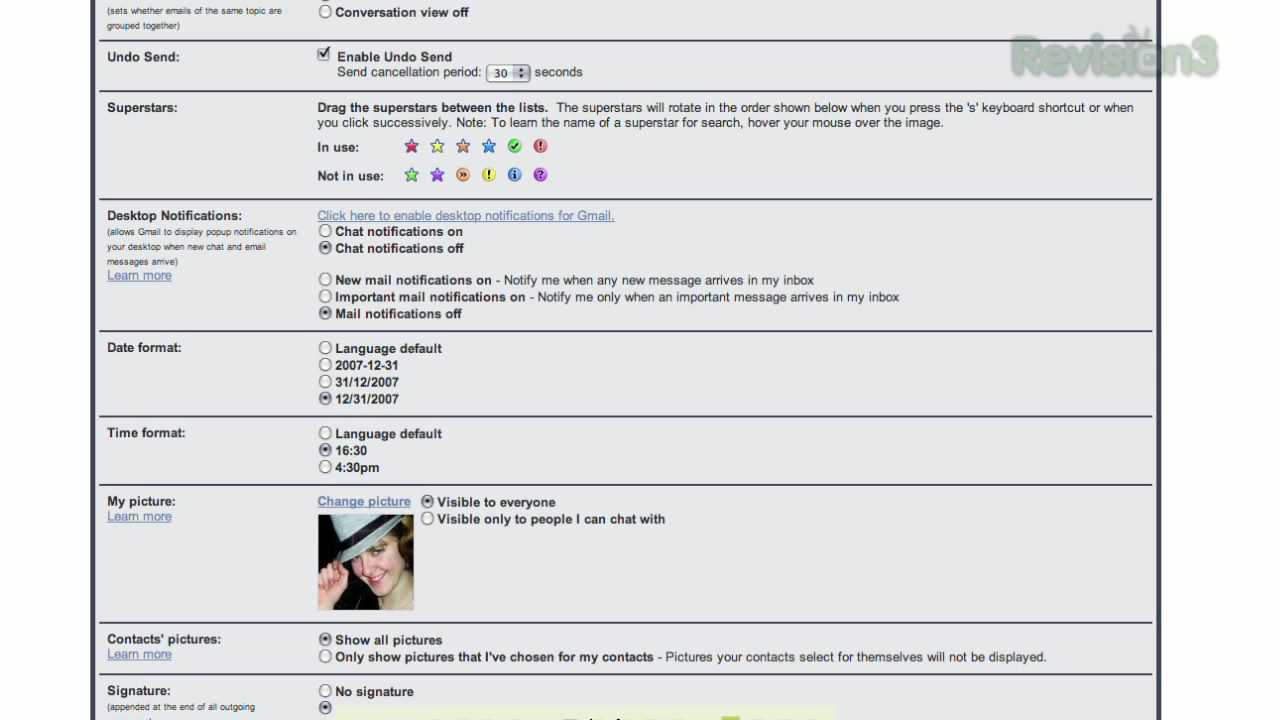 (sets whether emails of the same topic are
grouped together)
Conversation view off
Revision3
Undo Send:
Enable Undo Send
Send cancellation period: 30 seconds
Superstars:
Drag the superstars between the lists. The superstars will rotate in the order shown below when you press the 's' keyboard shortcut or when
you click successively. Note: To learn the name of a superstar for search, hover your mouse over the image.
In use:
Not in use:
Desktop Notifications:
(allows Gmail to display popup notifications on
your desktop when new chat and email
messages arrive)
Learn more
Click here to enable desktop notifications for Gmail.
Chat notifications on
Chat notifications off
New mail notifications on - Notify me when any new message arrives in my inbox
Important mail notifications on - Notify me only when an important message arrives in my inbox
Mail notifications off
Date format:
Language default
2007-12-31
31/12/2007
12/31/2007
Time format:
Language default
16:30
4:30pm
My picture:
Learn more
Change picture
Visible to everyone
Visible only to people I can chat with
Contacts' pictures:
Learn more
Show all pictures
Only show pictures that I've chosen for my contacts - Pictures your contacts select for themselves will not be displayed.
Signature:
(appended at the end of all outgoing
No signature